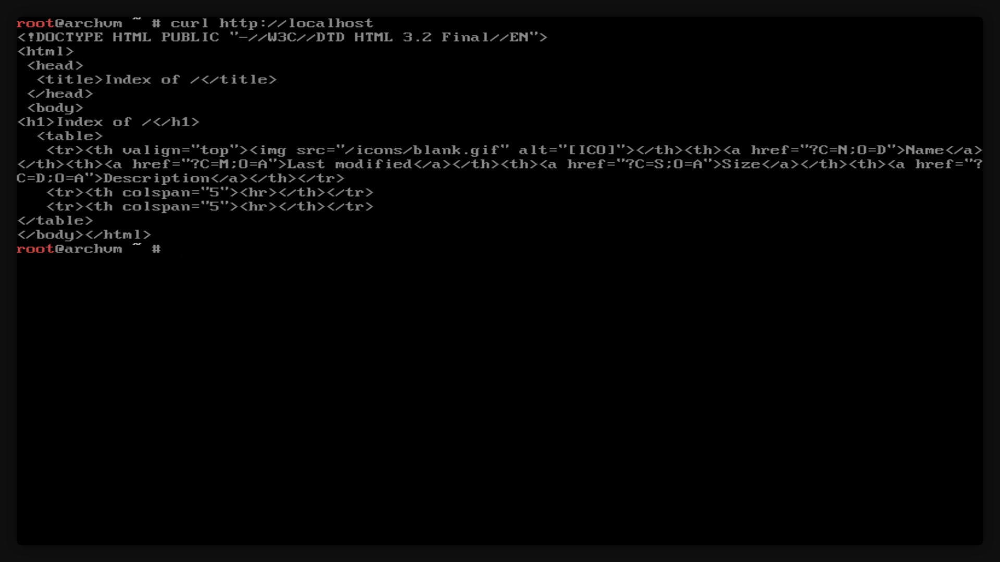 root@archvm ~ # curl http://localhost
<!DOCTYPE HTML PUBLIC "-//W3C//DTD HTML 3.2 Final//EN">
<html>
 <head>
  <title>Index of /</title>
 </head>
 <body>
<h1>Index of /</h1>
  <table>
   <tr><th valign="top"><img src="/icons/blank.gif" alt="[ICO]"></th><th><a href="?C=N;O=D">Name</a>
</th><th><a href="?C=M;O=A">Last modified</a></th><th><a href="?C=S;O=A">Size</a></th><th><a href="?
C=D;O=A">Description</a></th></tr>
   <tr><th colspan="5"><hr></th></tr>
   <tr><th colspan="5"><hr></th></tr>
</table>
</body></html>
root@archvm ~ #